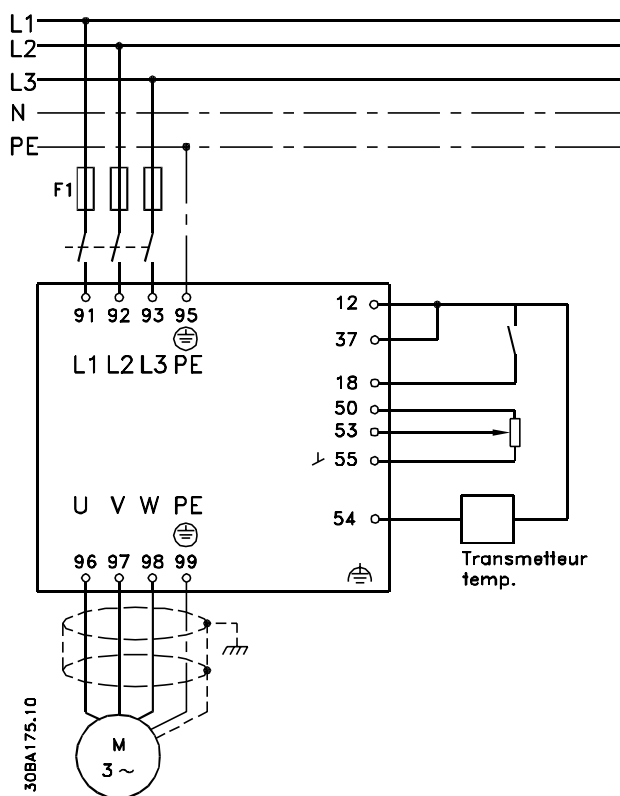 L1
L2
L3
N
PE
F1
91 92 93 95
L1 L2 L3 PE
12
37
18
50
53
55
54
U V W PE
96 97 98 99
Transmetteur
temp.
M
3 ~
30BA175.10